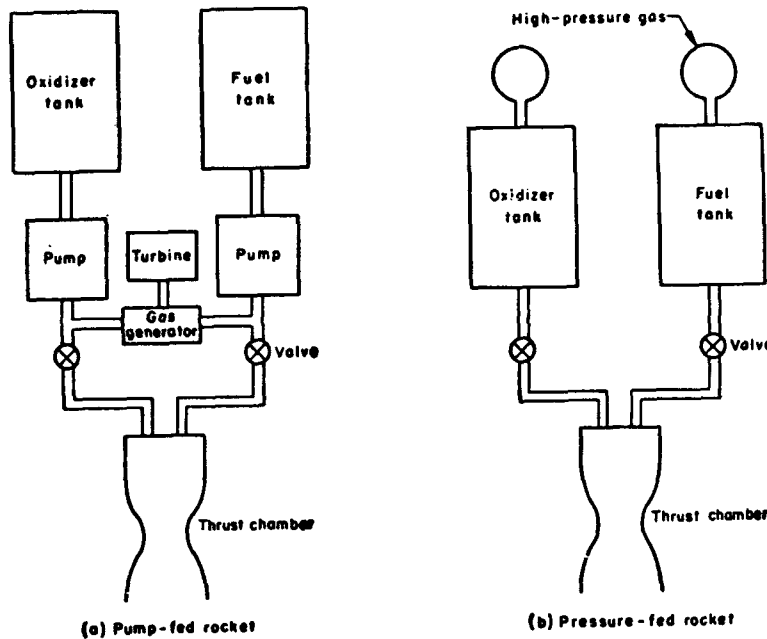 Oxidizer
tank
Fuel
tank
Pump
Turbine
Pump
Gas
generator
Valve
Thrust chamber
(a) Pump-fed rocket
High-pressure gas
Oxidizer
tank
Fuel
tank
Valve
Thrust chamber
(b) Pressure-fed rocket